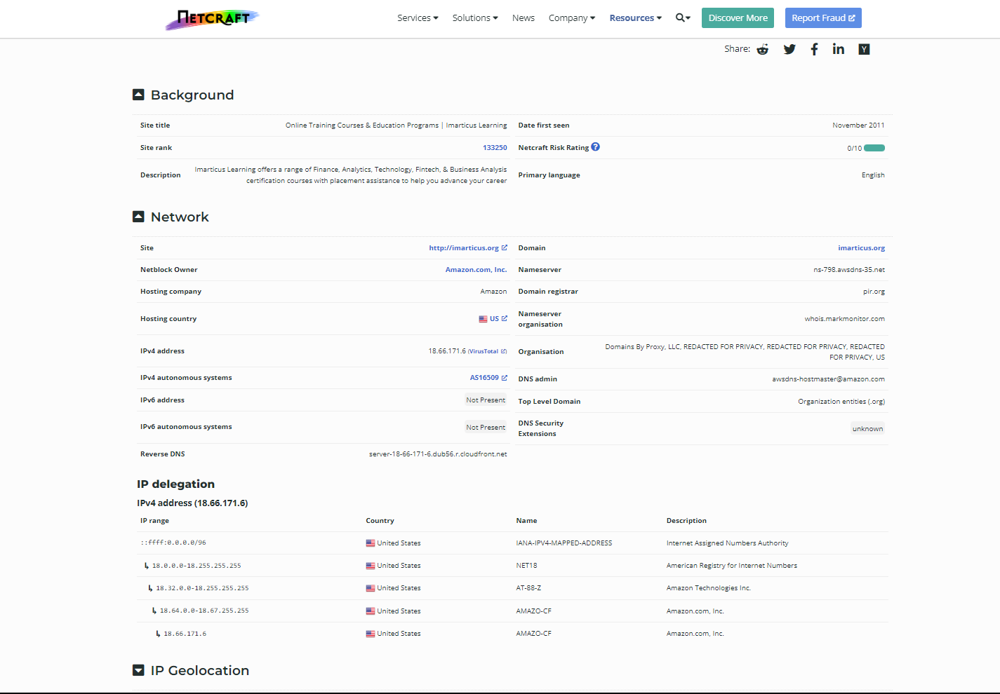 NETCRAFT
Services Solutions News Company Resources Discover More Report Fraud
Share: Y
Background
Site title Online Training Courses & Education Programs | Imarticus Learning Date first seen November 2011
Site rank 133250 Netcraft Risk Rating ? 0/10
Description Imarticus Learning offers a range of Finance, Analytics, Technology, Fintech, & Business Analysis
certification courses with placement assistance to help you advance your career
Primary language English
Network
Site http://imarticus.org Domain imarticus.org
Netblock Owner Amazon.com, Inc. Nameserver ns-798.awsdns-35.net
Hosting company Amazon Domain registrar pir.org
Hosting country US Nameserver
organisation whois.markmonitor.com
IPv4 address 18.66.171.6 (VirusTotal) Organisation Domains By Proxy, LLC, REDACTED FOR PRIVACY, REDACTED FOR PRIVACY, REDACTED
FOR PRIVACY, US
IPv4 autonomous systems AS16509 DNS admin awsdns-hostmaster@amazon.com
IPv6 address Not Present Top Level Domain Organization entities (.org)
IPv6 autonomous systems Not Present DNS Security
Extensions unknown
Reverse DNS server-18-66-171-6.dub56.r.cloudfront.net
IP delegation
IPv4 address (18.66.171.6)
IP range Country Name Description
::ffff:0.0.0.0/96 United States IANA-IPV4-MAPPED-ADDRESS Internet Assigned Numbers Authority
↳ 18.0.0.0-18.255.255.255 United States NET18 American Registry for Internet Numbers
↳ 18.32.0.0-18.255.255.255 United States AT-88-Z Amazon Technologies Inc.
↳ 18.64.0.0-18.67.255.255 United States AMAZO-CF Amazon.com, Inc.
↳ 18.66.171.6 United States AMAZO-CF Amazon.com, Inc.
IP Geolocation